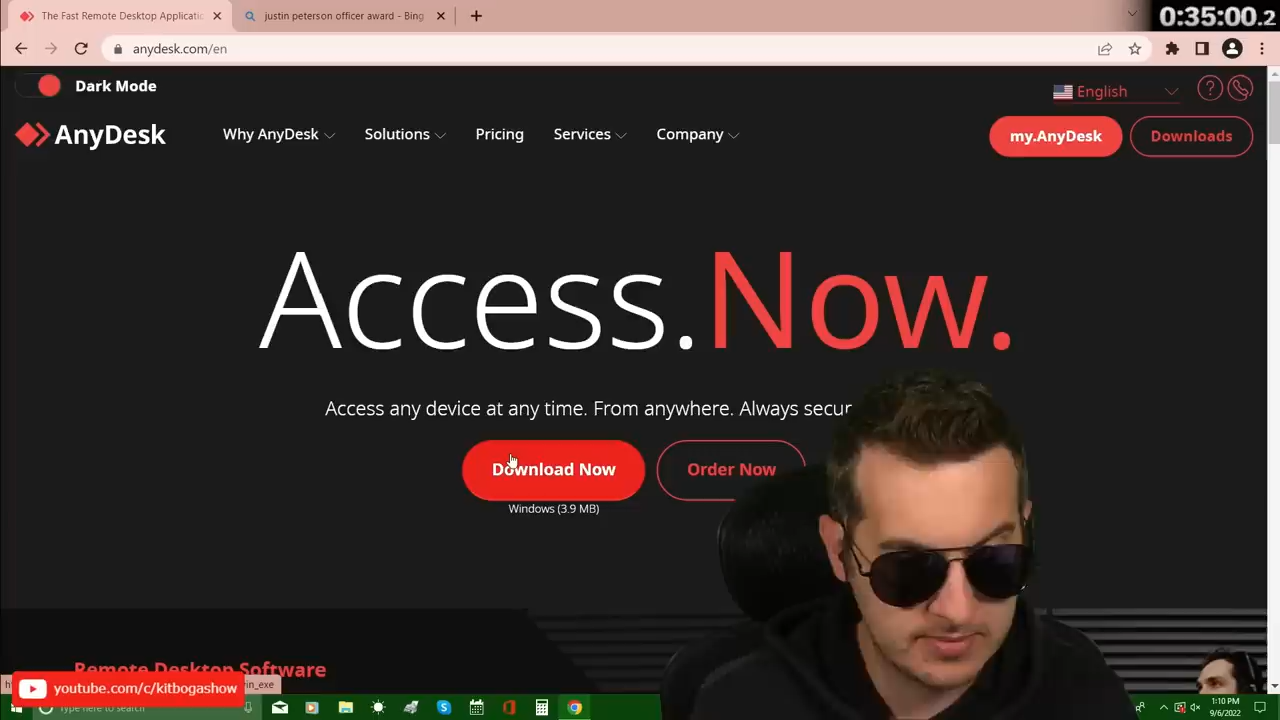 The Fast Remote Desktop Applicati
justin peterson officer award - Bing
0:35:00.2
anydesk.com/en
Dark Mode
English
AnyDesk
Why AnyDesk
Solutions
Pricing
Services
Company
my.AnyDesk
Downloads
Access.Now.
Access any device at any time. From anywhere. Always secur
Download Now
Order Now
Windows (3.9 MB)
Remote Desktop Software
win_exe
youtube.com/c/kitbogashow
Type here to search
1:10 PM
9/6/2022